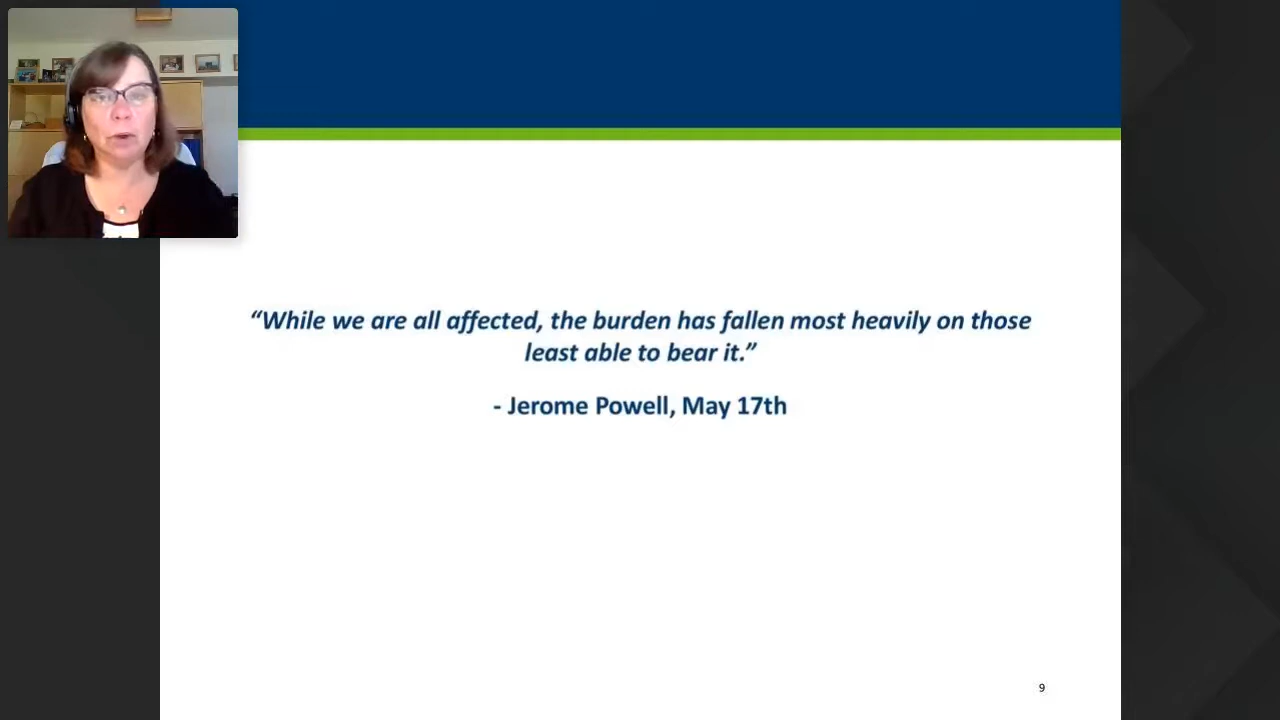 “While we are all affected, the burden has fallen most heavily on those
least able to bear it.”
- Jerome Powell, May 17th
9